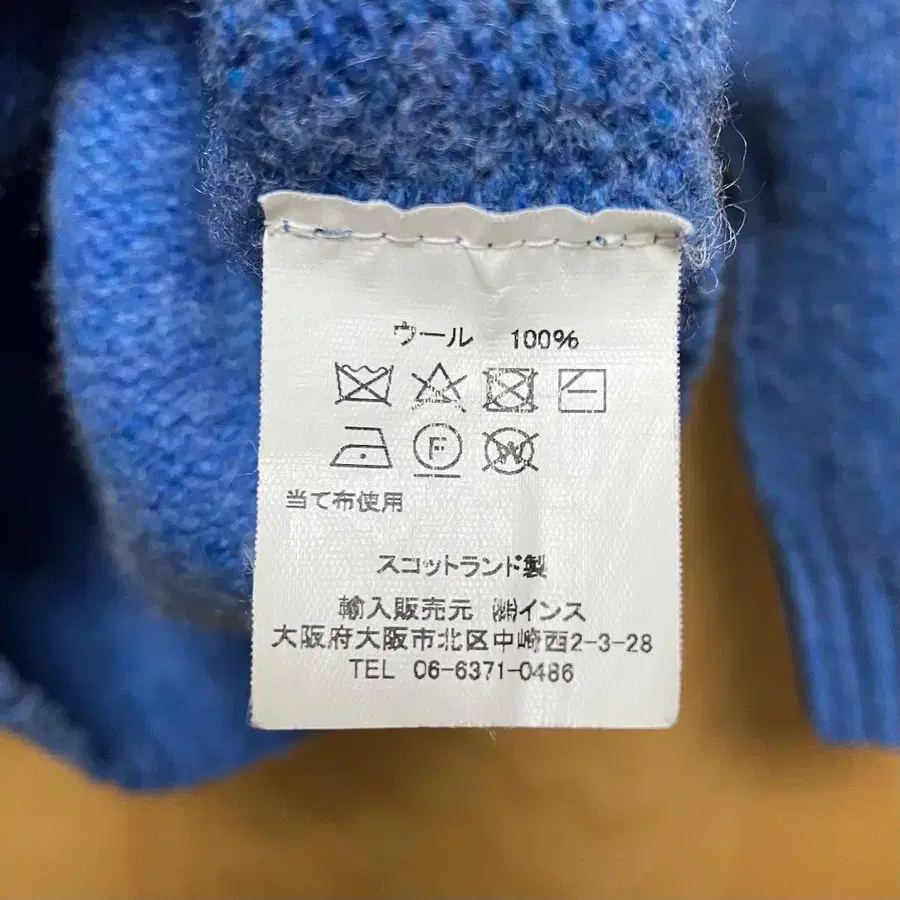 ウール 100%
F
W
当て布使用
スコットランド製
輸入販売元 ㈱インス
大阪府大阪市北区中崎西2-3-28
TEL 06-6371-0486